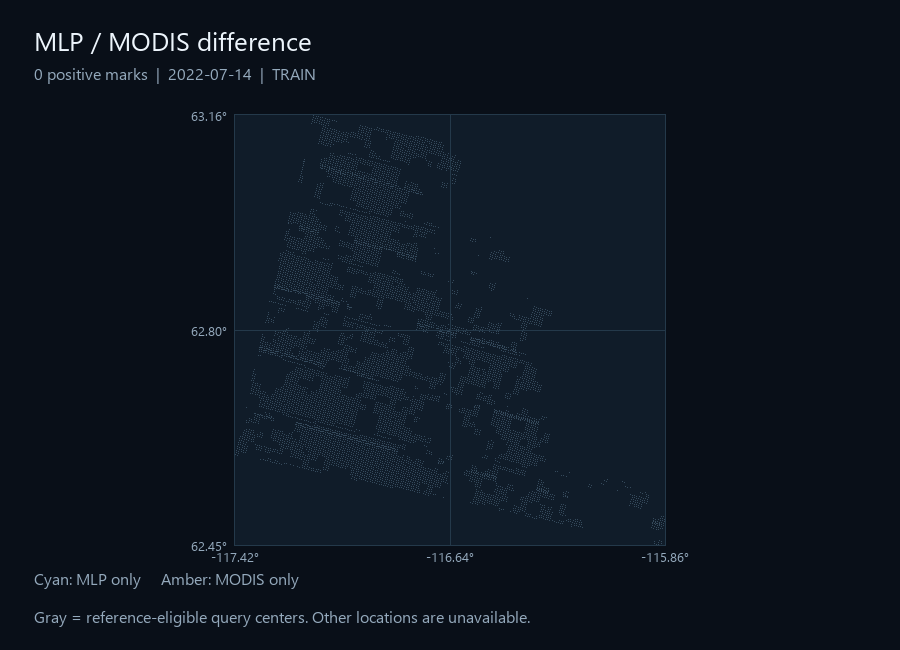 MLP / MODIS difference
0 positive marks | 2022-07-14 | TRAIN
63.16°
62.80°
62.45°
-117.42° -116.64° -115.86°
Cyan: MLP only Amber: MODIS only
Gray = reference-eligible query centers. Other locations are unavailable.